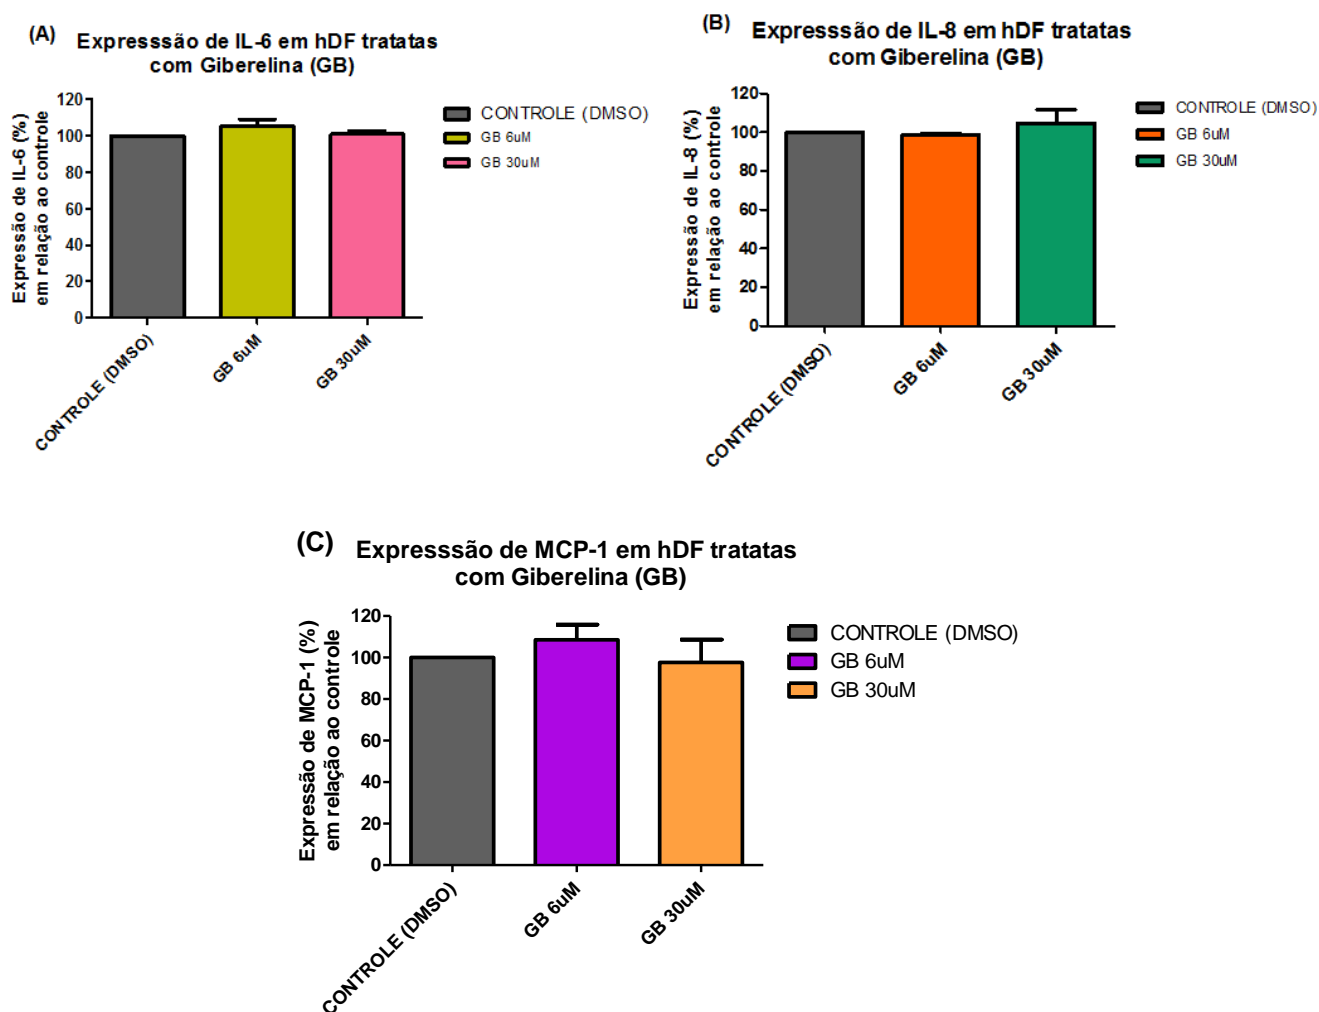 (A) Expresssão de IL-6 em hDF tratatas
com Giberelina (GB)
Expressão de IL-6 (%)
em relação ao controle
120
100
80
60
40
20
0
CONTROLE (DMSO)
GB 6uM
GB 30uM
CONTROLE (DMSO)
GB 6uM
GB 30uM
(B) Expresssão de IL-8 em hDF tratatas
com Giberelina (GB)
Expressão de IL-8 (%)
em relação ao controle
120
100
80
60
40
20
0
CONTROLE (DMSO)
GB 6uM
GB 30uM
CONTROLE (DMSO)
GB 6uM
GB 30uM
(C) Expresssão de MCP-1 em hDF tratatas
com Giberelina (GB)
Expressão de MCP-1 (%)
em relação ao controle
120
100
80
60
40
20
0
CONTROLE (DMSO)
GB 6uM
GB 30uM
CONTROLE (DMSO)
GB 6uM
GB 30uM